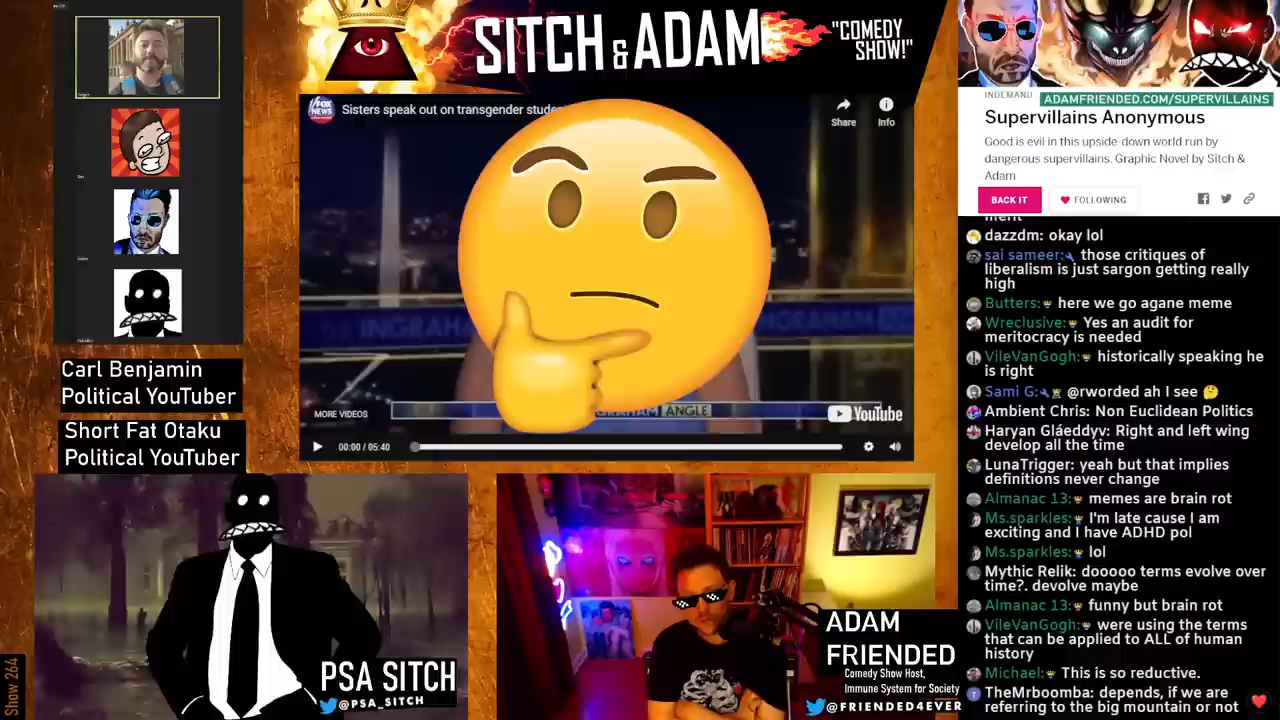 SITCH & ADAM
"COMEDY
SHOW!"
FOX
NEWS
Sisters speak out on transgender stude
Share
Info
INGRAHA
INGRAHAM
GRAHAM ANGLE
MORE VIDEOS
YouTube
00:00 / 05:40
Carl Benjamin
Political YouTuber
Short Fat Otaku
Political YouTuber
PSA SITCH
@PSA_SITCH
Show 264
ADAM
FRIENDED
Comedy Show Host,
Immune System for Society
@FRIENDED4EVER
INDEMAND
ADAMFRIENDED.COM/SUPERVILLAINS
Supervillains Anonymous
Good is evil in this upside-down world run by
dangerous supervillains. Graphic Novel by Sitch &
Adam
BACK IT
FOLLOWING
merit
dazzdm: okay lol
sai sameer: those critiques of
liberalism is just sargon getting really
high
Butters: here we go agane meme
Wreclusive: Yes an audit for
meritocracy is needed
VileVanGogh: historically speaking he
is right
Sami G: @rworded ah I see 🤔
Ambient Chris: Non Euclidean Politics
Haryan Gláeddyv: Right and left wing
develop all the time
LunaTrigger: yeah but that implies
definitions never change
Almanac 13: memes are brain rot
Ms.sparkles: I'm late cause I am
exciting and I have ADHD pol
Ms.sparkles: lol
Mythic Relik: dooooo terms evolve over
time?. devolve maybe
Almanac 13: funny but brain rot
VileVanGogh: were using the terms
that can be applied to ALL of human
history
Michael: This is so reductive.
TheMrboomba: depends, if we are
referring to the big mountain or not